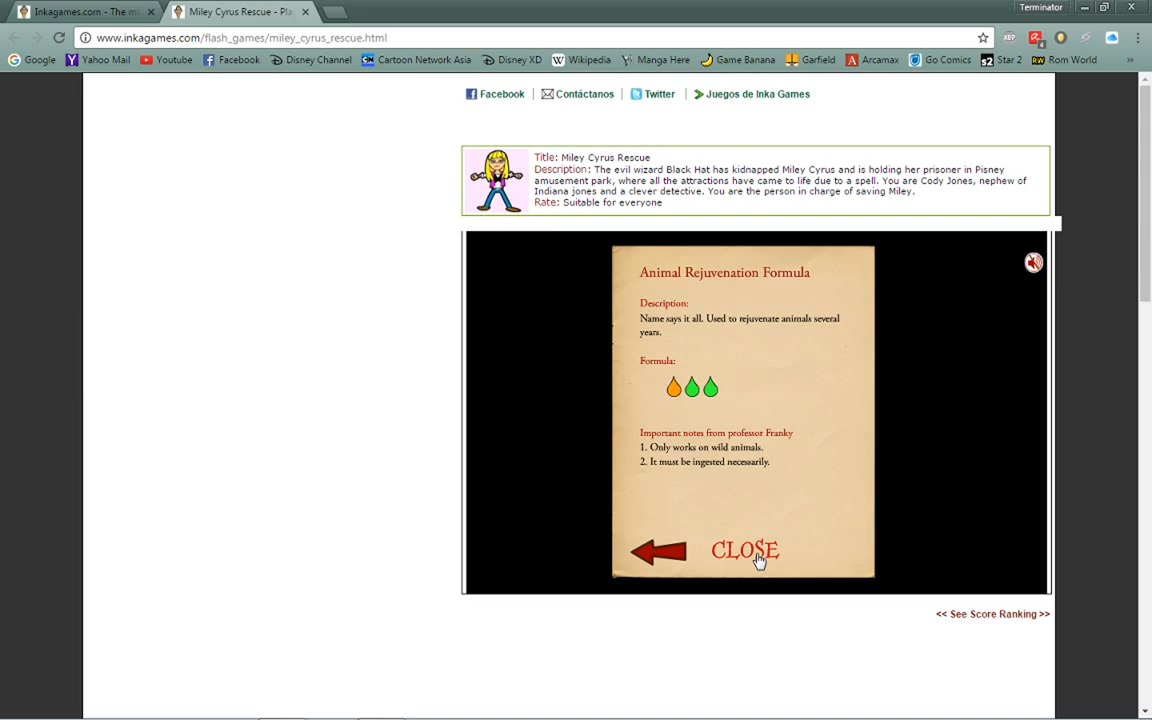 Inkagames.com - The m
Miley Cyrus Rescue - Pla
Terminator
www.inkagames.com/flash_games/miley_cyrus_rescue.html
ABP
4
Google
Yahoo Mail
Youtube
Facebook
Disney Channel
Cartoon Network Asia
Disney XD
Wikipedia
Manga Here
Game Banana
Garfield
Arcamax
Go Comics
Star 2
Rom World
Facebook | Contáctanos | Twitter | Juegos de Inka Games
Title: Miley Cyrus Rescue
Description: The evil wizard Black Hat has kidnapped Miley Cyrus and is holding her prisoner in Pisney
amusement park, where all the attractions have came to life due to a spell. You are Cody Jones, nephew of
Indiana jones and a clever detective. You are the person in charge of saving Miley.
Rate: Suitable for everyone
Animal Rejuvenation Formula
Description:
Name says it all. Used to rejuvenate animals several
years.
Formula:
Important notes from professor Franky
1. Only works on wild animals.
2. It must be ingested necessarily.
CLOSE
<< See Score Ranking >>